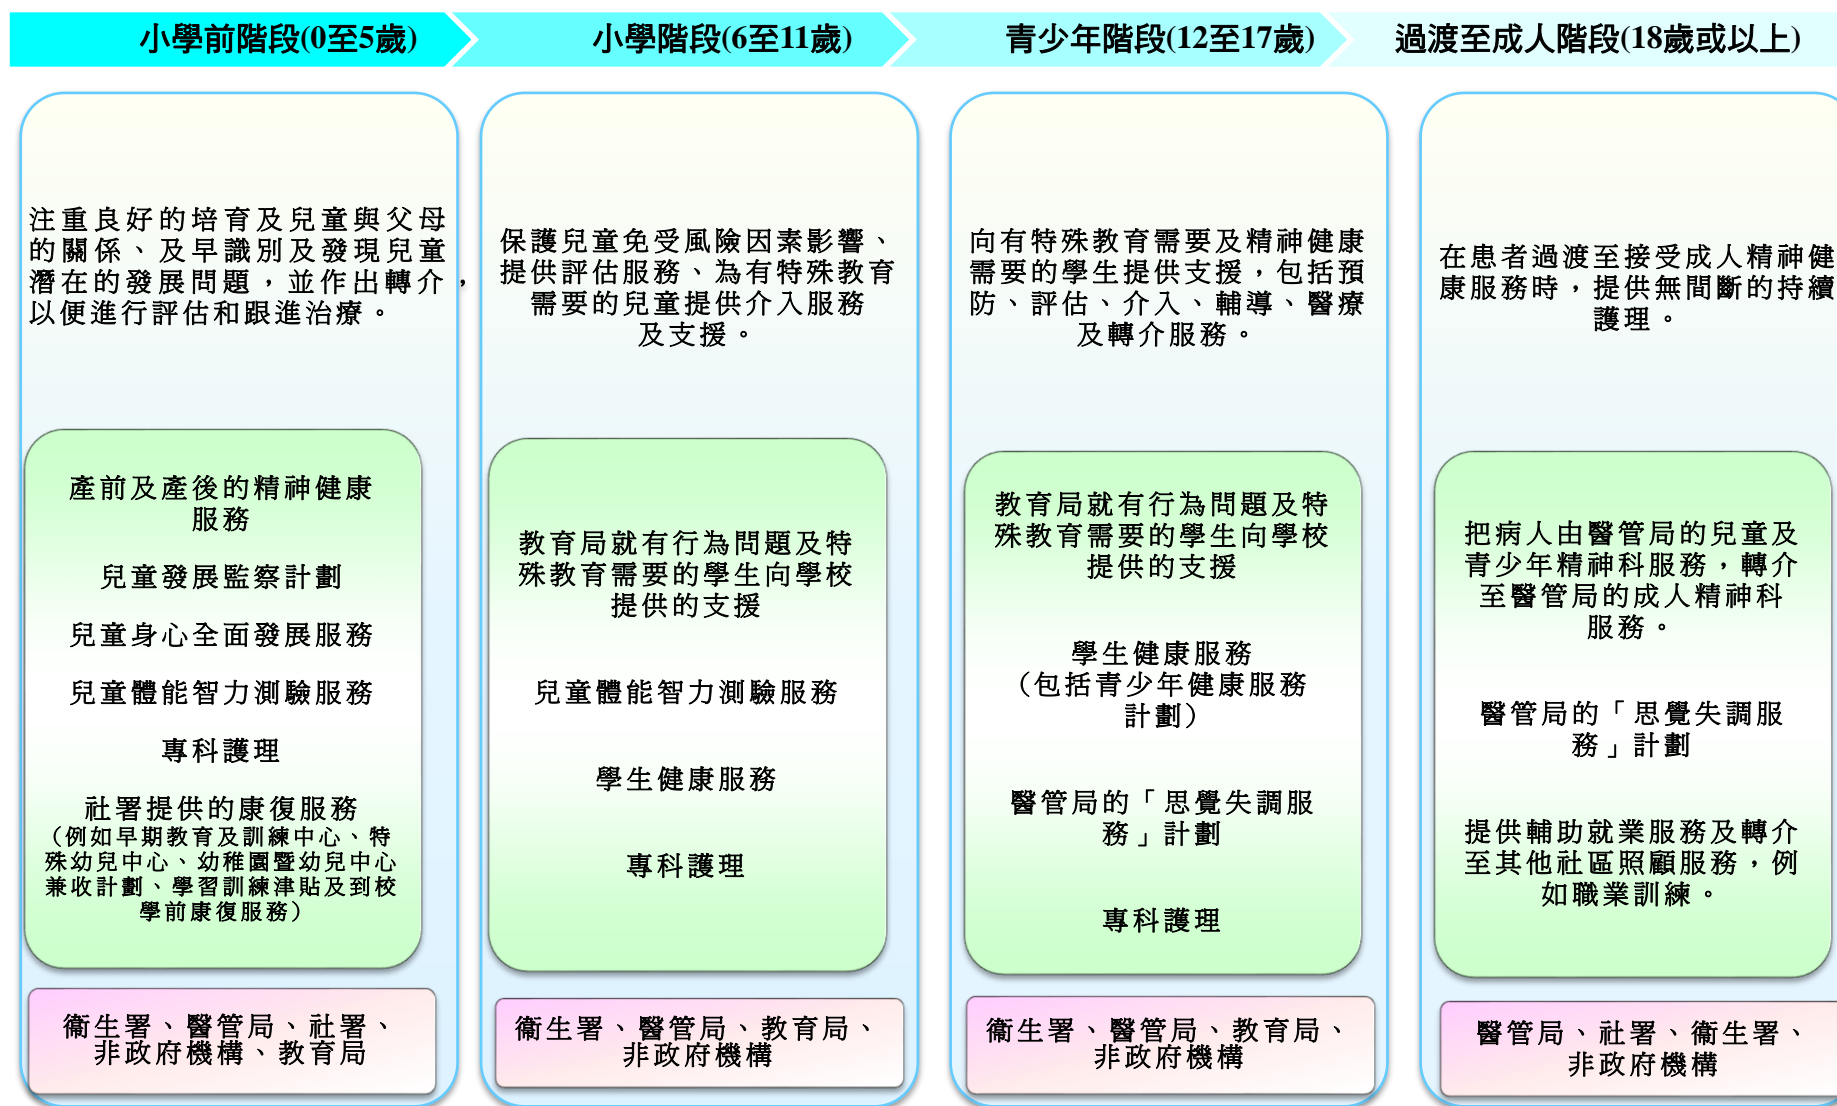 小學前階段(0至5歲)
小學階段(6至11歲)
青少年階段(12至17歲)
過渡至成人階段(18歲或以上)
注重良好的培育及兒童與父母
的關係、及早識別及發現兒童
潛在的發展問題，並作出轉介，
以便進行評估和跟進治療。
產前及產後的精神健康
服務
兒童發展監察計劃
兒童身心全面發展服務
兒童體能智力測驗服務
專科護理
社署提供的康復服務
（例如早期教育及訓練中心、特
殊幼兒中心、幼稚園暨幼兒中心
兼收計劃、學習訓練津貼及到校
學前康復服務）
衞生署、醫管局、社署、
非政府機構、教育局
保護兒童免受風險因素影響、
提供評估服務、為有特殊教育
需要的兒童提供介入服務
及支援。
教育局就有行為問題及特
殊教育需要的學生向學校
提供的支援
兒童體能智力測驗服務
學生健康服務
專科護理
衞生署、醫管局、教育局、
非政府機構
向有特殊教育需要及精神健康
需要的學生提供支援，包括預
防、評估、介入、輔導、醫療
及轉介服務。
教育局就有行為問題及特
殊教育需要的學生向學校
提供的支援
學生健康服務
（包括青少年健康服務
計劃）
醫管局的「思覺失調服
務」計劃
專科護理
衞生署、醫管局、教育局、
非政府機構
在患者過渡至接受成人精神健
康服務時，提供無間斷的持續
護理。
把病人由醫管局的兒童及
青少年精神科服務，轉介
至醫管局的成人精神科
服務。
醫管局的「思覺失調服
務」計劃
提供輔助就業服務及轉介
至其他社區照顧服務，例
如職業訓練。
醫管局、社署、衞生署、
非政府機構